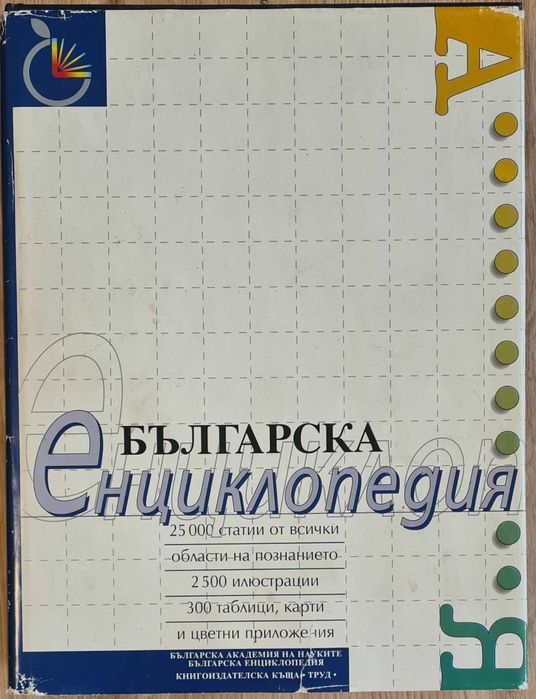 А
БЪЛГАРСКА
енциклопедия
25 000 статии от всички
области на познанието
2 500 илюстрации
300 таблици, карти
и цветни приложения
БЪЛГАРСКА АКАДЕМИЯ НА НАУКИТЕ
БЪЛГАРСКА ЕНЦИКЛОПЕДИЯ
КНИГОИЗДАТЕЛСКА КЪЩА • ТРУД •
Я